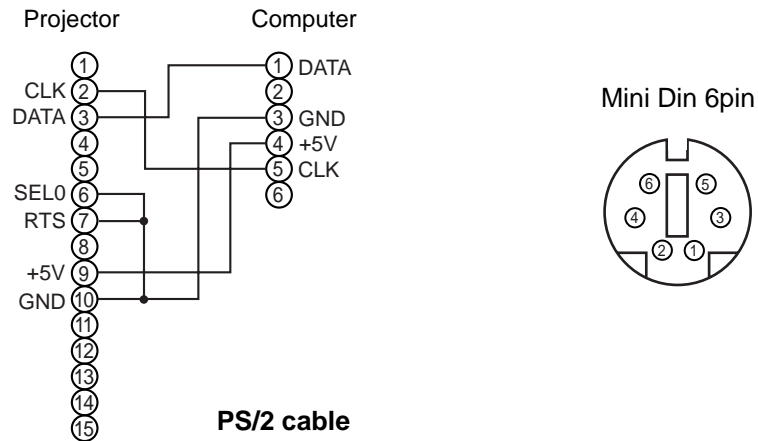 Projector Computer
1 1 DATA
CLK 2 2
DATA 3 3 GND
4 4 +5V
5 5 CLK
SEL0 6 6
RTS 7
8
+5V 9
GND 10
11
12
13
14
15
PS/2 cable
Mini Din 6pin
6 5
4 3
2 1